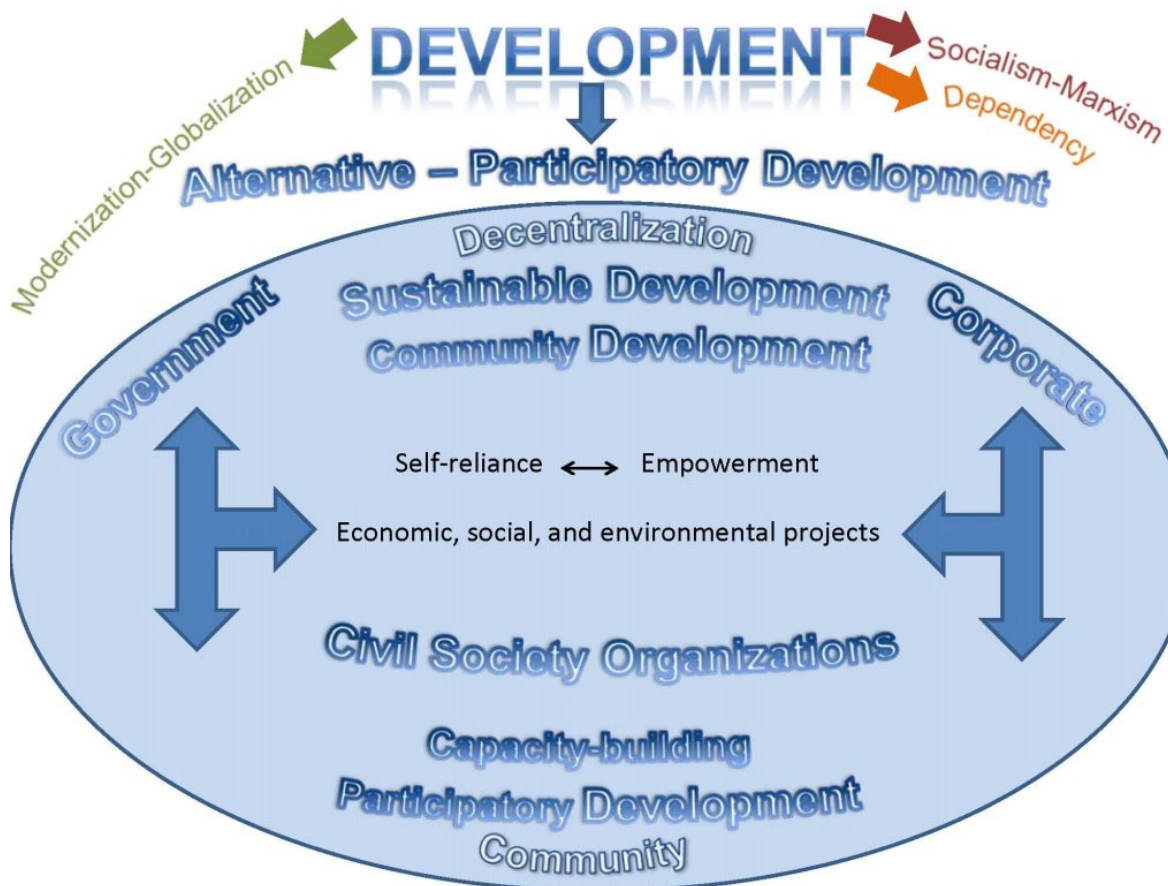 DEVELOPMENT
Modernization-Globalization
Socialism-Marxism
Dependency
Alternative – Participatory Development
Decentralization
Sustainable Development
Community Development
Government
Corporate
Self-reliance ↔ Empowerment
Economic, social, and environmental projects
Civil Society Organizations
Capacity-building
Participatory Development
Community